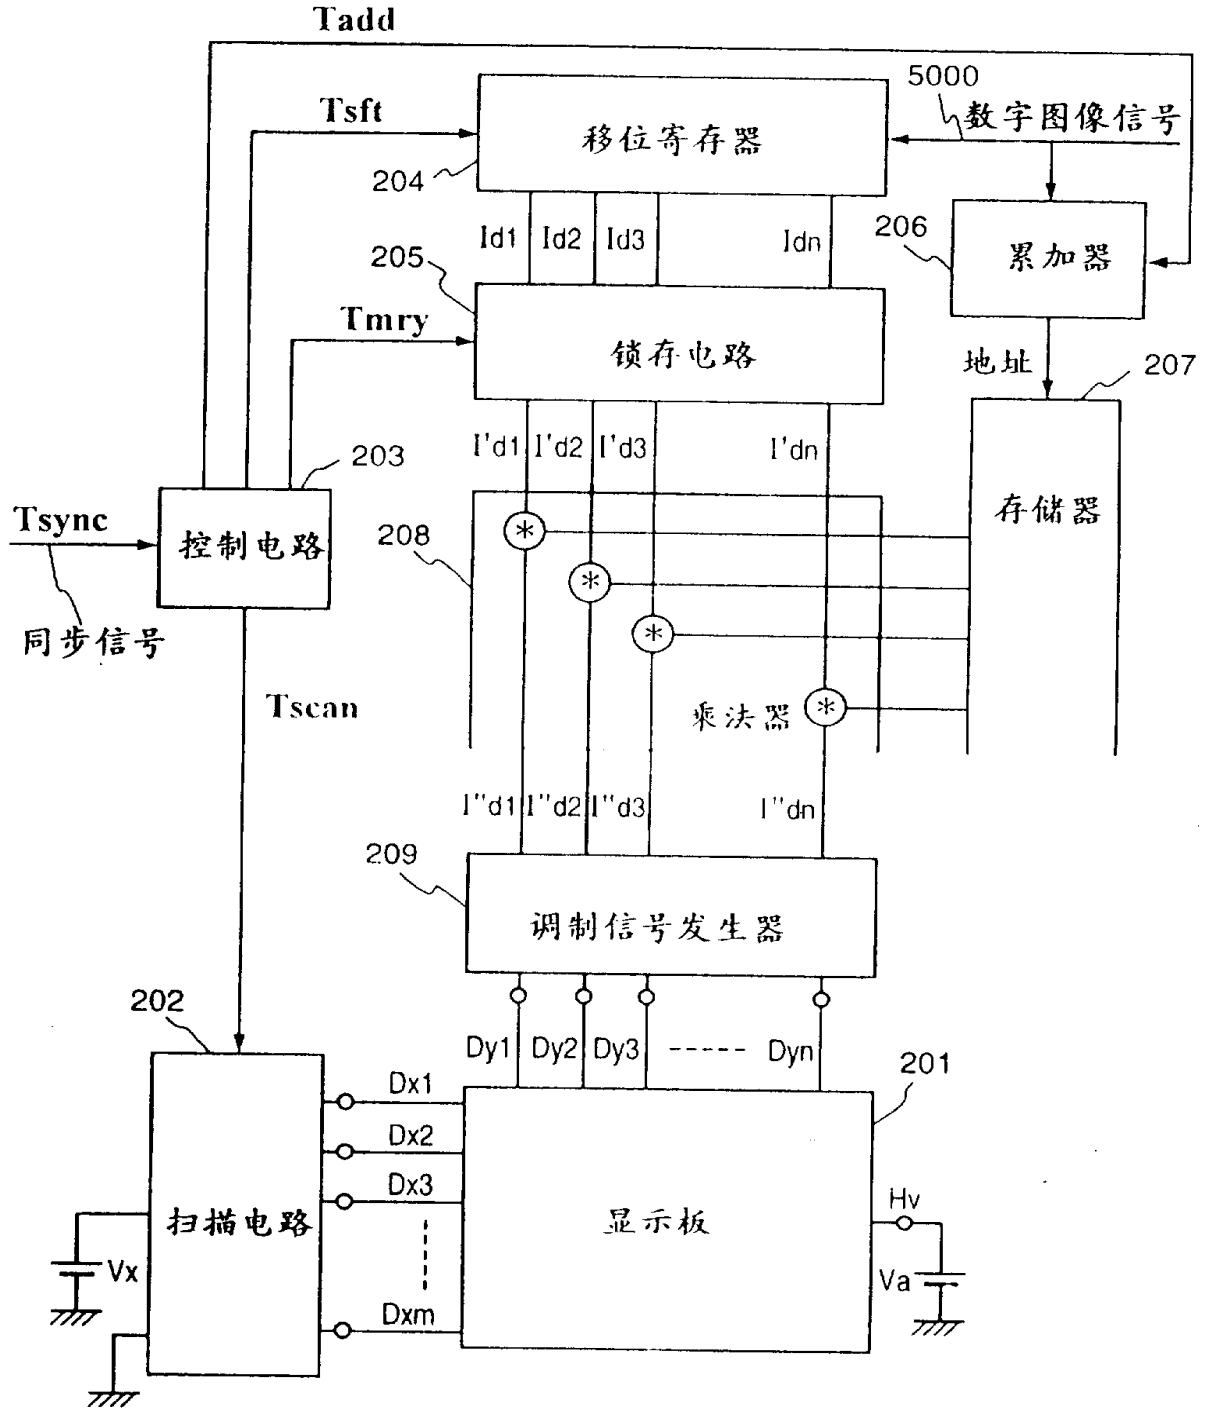 Tadd
5000
Tsft
移位寄存器
数字图像信号
204
Id1
Id2
Id3
Idn
206
累加器
205
Tmry
锁存电路
地址
207
203
I'd1
I'd2
I'd3
I'dn
Tsync
控制电路
208
*
存储器
*
同步信号
*
Tscan
乘法器
*
I"d1
I"d2
I"d3
I"dn
209
调制信号发生器
202
Dy1
Dy2
Dy3
Dyn
201
Dx1
Dx2
Dx3
扫描电路
显示板
Hv
Vx
Va
Dxm